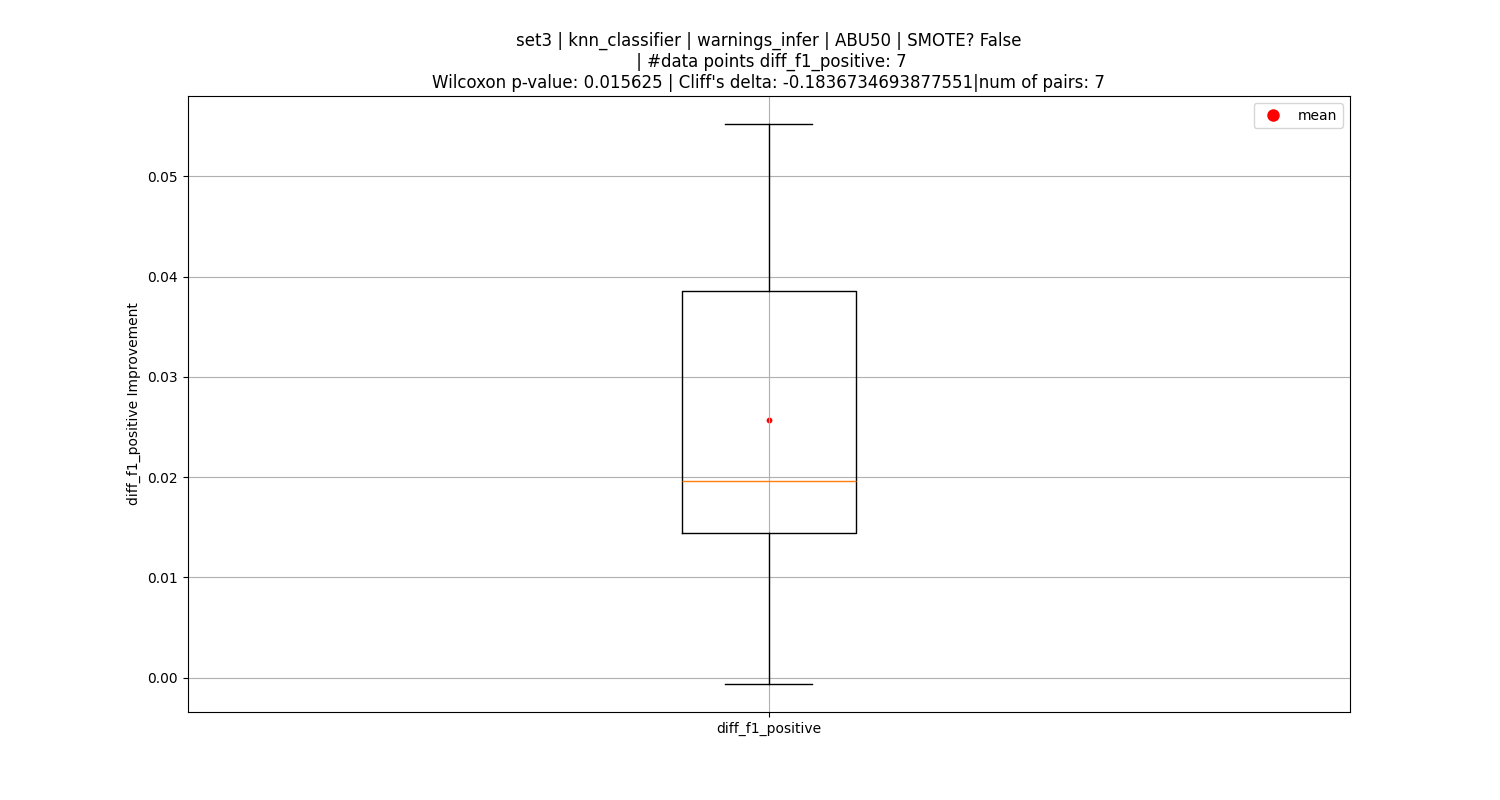 set3 | knn_classifier | warnings_infer | ABU50 | SMOTE? False
| #data points diff_f1_positive: 7
Wilcoxon p-value: 0.015625 | Cliff's delta: -0.1836734693877551|num of pairs: 7
mean
0.05
0.04
0.03
0.02
0.01
0.00
diff_f1_positive Improvement
diff_f1_positive